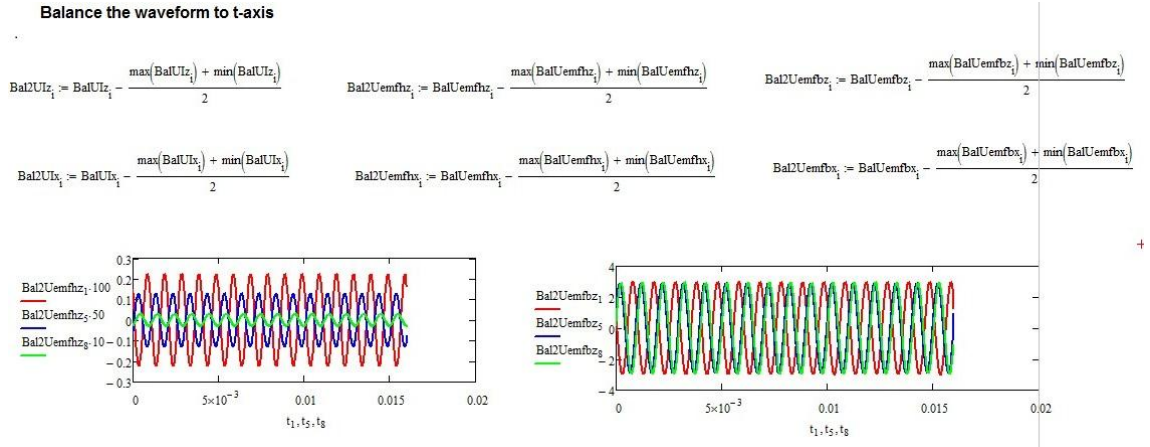 Balance the waveform to t-axis
.
Bal2UIz_i := BalUIz_i − (max(BalUIz_i) + min(BalUIz_i))/2
Bal2Uemfhz_i := BalUemfhz_i − (max(BalUemfhz_i) + min(BalUemfhz_i))/2
Bal2Uemfbz_i := BalUemfbz_i − (max(BalUemfbz_i) + min(BalUemfbz_i))/2
Bal2UIx_i := BalUIx_i − (max(BalUIx_i) + min(BalUIx_i))/2
Bal2Uemfhx_i := BalUemfhx_i − (max(BalUemfhx_i) + min(BalUemfhx_i))/2
Bal2Uemfbx_i := BalUemfbx_i − (max(BalUemfbx_i) + min(BalUemfbx_i))/2
0.3
0.2
0.1
0
− 0.1
− 0.2
− 0.3
Bal2Uemfhz_1·100
Bal2Uemfhz_5·50
Bal2Uemfhz_8·10
0 5×10^−3 0.01 0.015 0.02
t_1, t_5, t_8
4
2
0
− 2
− 4
Bal2Uemfbz_1
Bal2Uemfbz_5
Bal2Uemfbz_8
0 5×10^−3 0.01 0.015 0.02
t_1, t_5, t_8